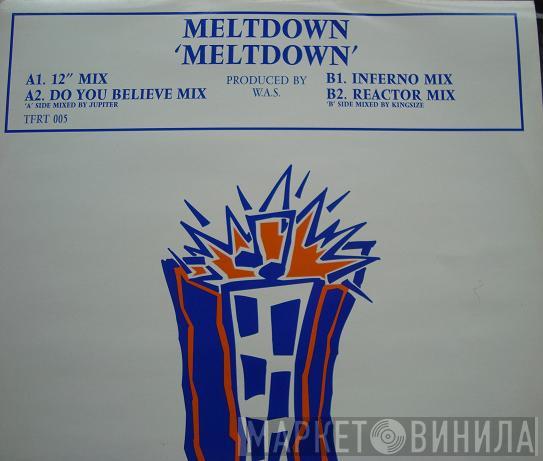 MELTDOWN
'MELTDOWN'
A1. 12" MIX
A2. DO YOU BELIEVE MIX
'A' SIDE MIXED BY JUPITER
TFRT 005
PRODUCED BY
W.A.S.
B1. INFERNO MIX
B2. REACTOR MIX
'B' SIDE MIXED BY KINGSIZE
МАРКЕТ ВИНИЛА